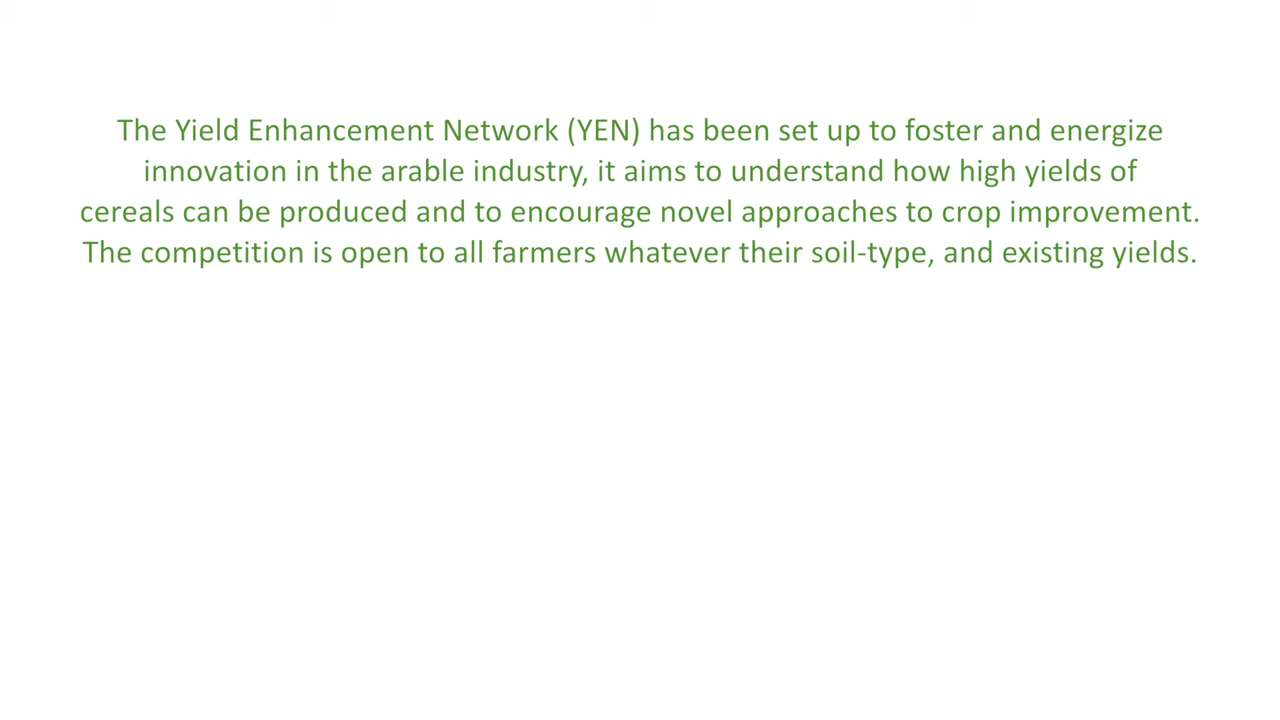 The Yield Enhancement Network (YEN) has been set up to foster and energize
innovation in the arable industry, it aims to understand how high yields of
cereals can be produced and to encourage novel approaches to crop improvement.
The competition is open to all farmers whatever their soil-type, and existing yields.